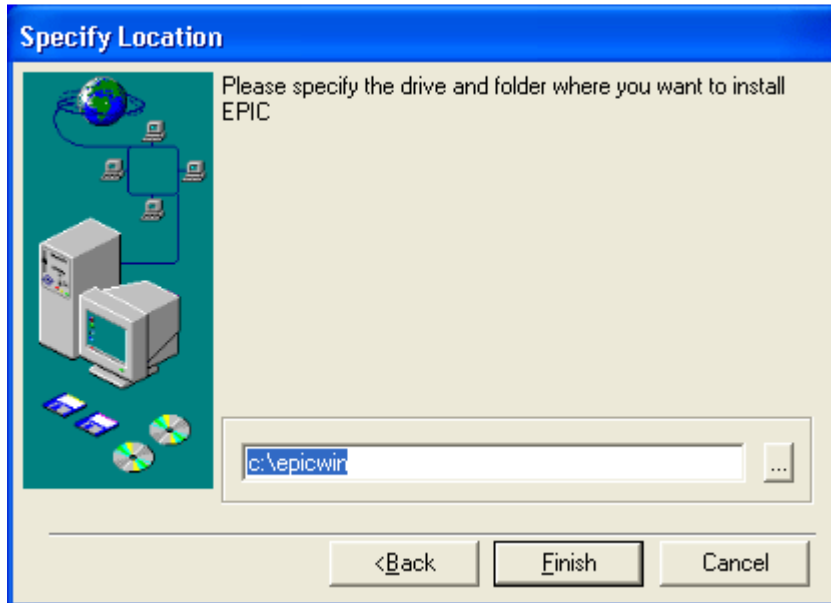 Specify Location
Please specify the drive and folder where you want to install
EPIC
c:\epicwin
...
<Back
Finish
Cancel